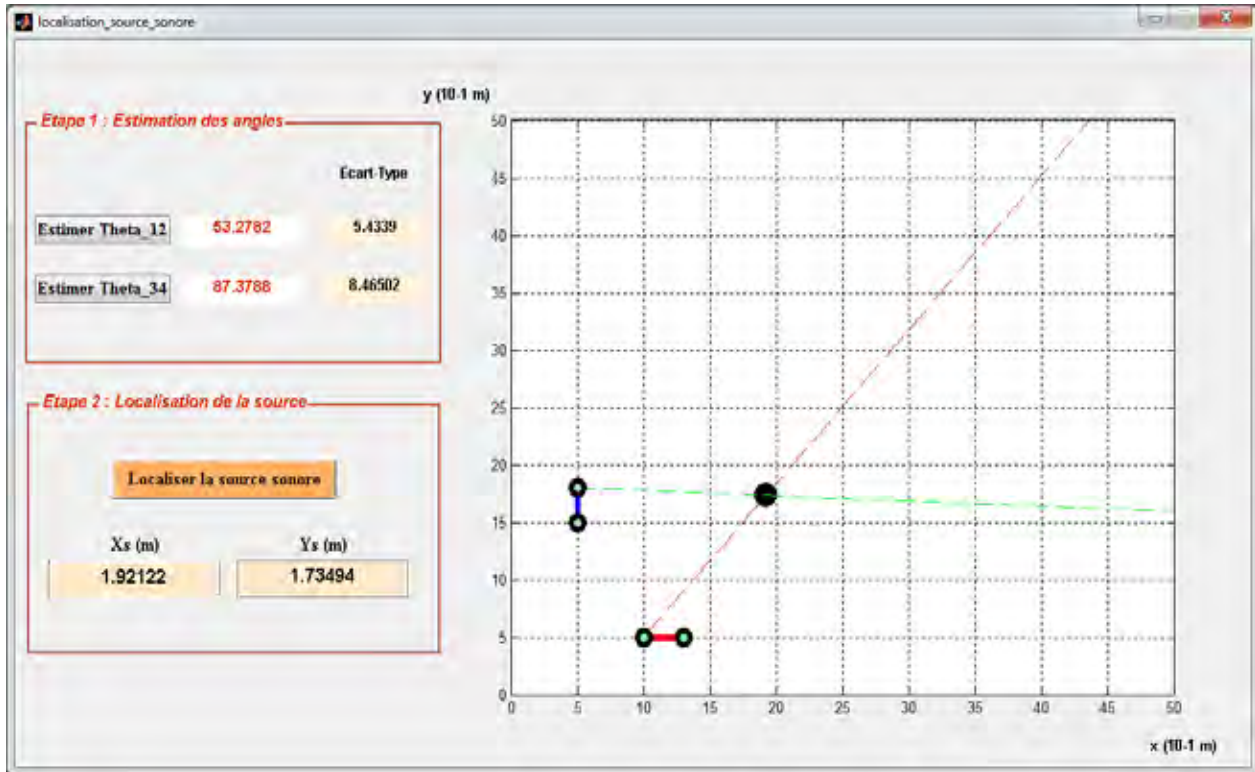 localisation_source_sonore
Etape 1 : Estimation des angles
Ecart-Type
Estimer Theta_12 53.2782 5.4339
Estimer Theta_34 87.3788 8.46502
Etape 2 : Localisation de la source
Localiser la source sonore
Xs (m) Ys (m)
1.92122 1.73494
y (10-1 m)
50
45
40
35
30
25
20
15
10
5
0
0 5 10 15 20 25 30 35 40 45 50
x (10-1 m)